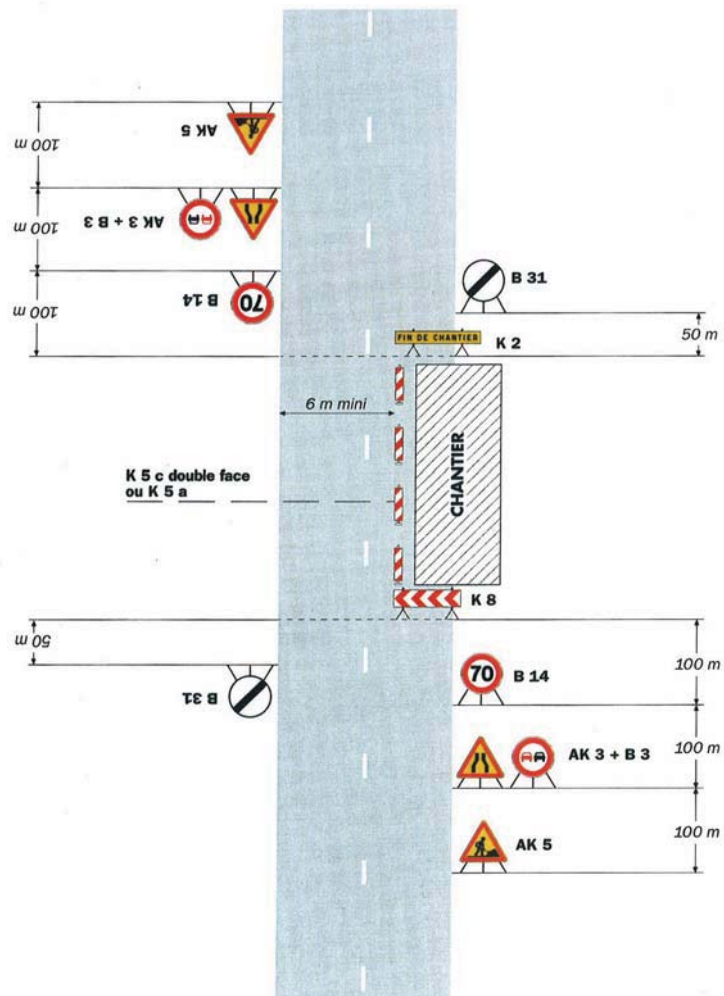 100 m
AK 5
100 m
AK 3 + B 3
100 m
B 14
70
B 31
50 m
FIN DE CHANTIER
K 2
6 m mini
K 5 c double face
ou K 5 a
CHANTIER
K 8
50 m
B 31
70
B 14
100 m
AK 3 + B 3
100 m
AK 5
100 m